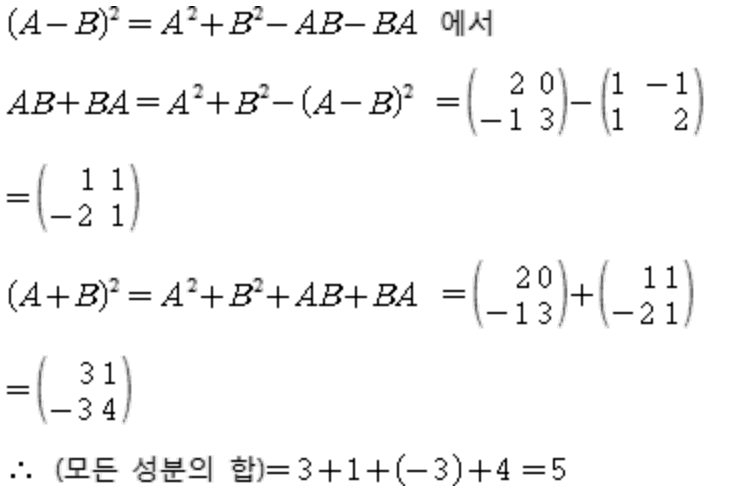 (A−B)²=A²+B²−AB−BA 에서
AB+BA=A²+B²−(A−B)² =(2 0; −1 3)−(1 −1; 1 2)
=(1 1; −2 1)
(A+B)²=A²+B²+AB+BA =(2 0; −1 3)+(1 1; −2 1)
=(3 1; −3 4)
∴ (모든 성분의 합)=3+1+(−3)+4=5